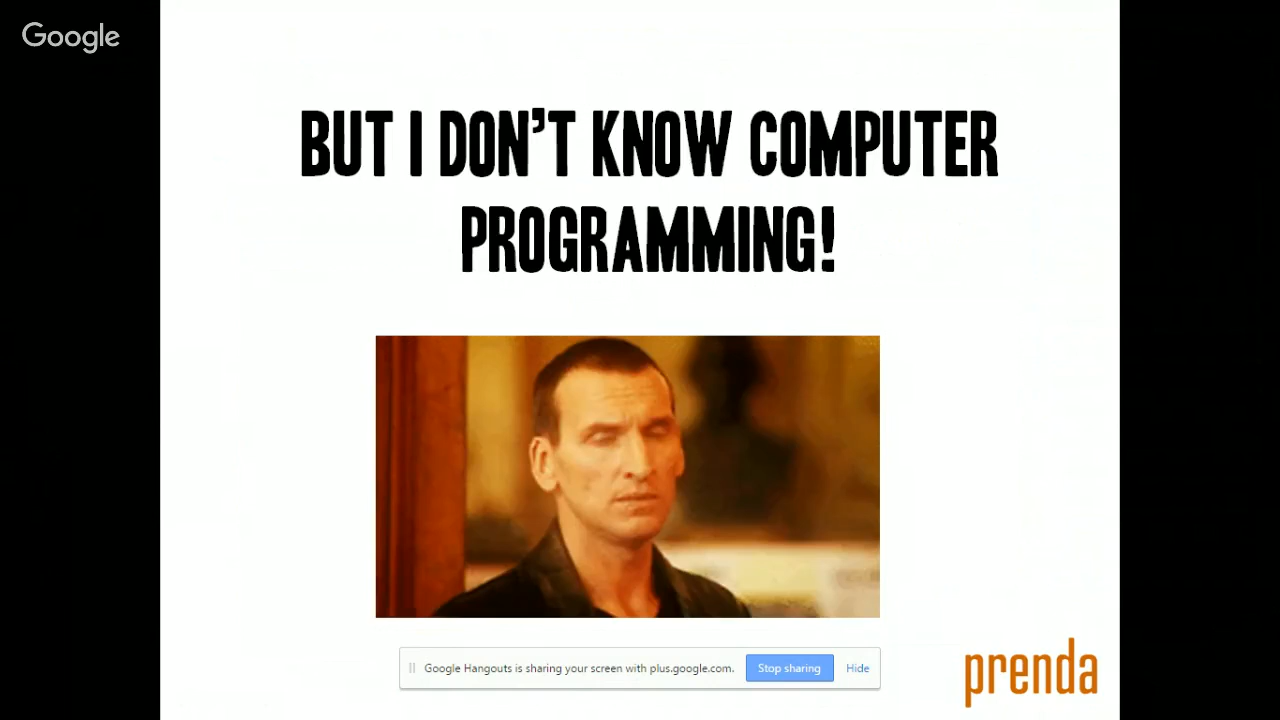 Google
BUT I DON'T KNOW COMPUTER
PROGRAMMING!
Google Hangouts is sharing your screen with plus.google.com. Stop sharing Hide
prenda